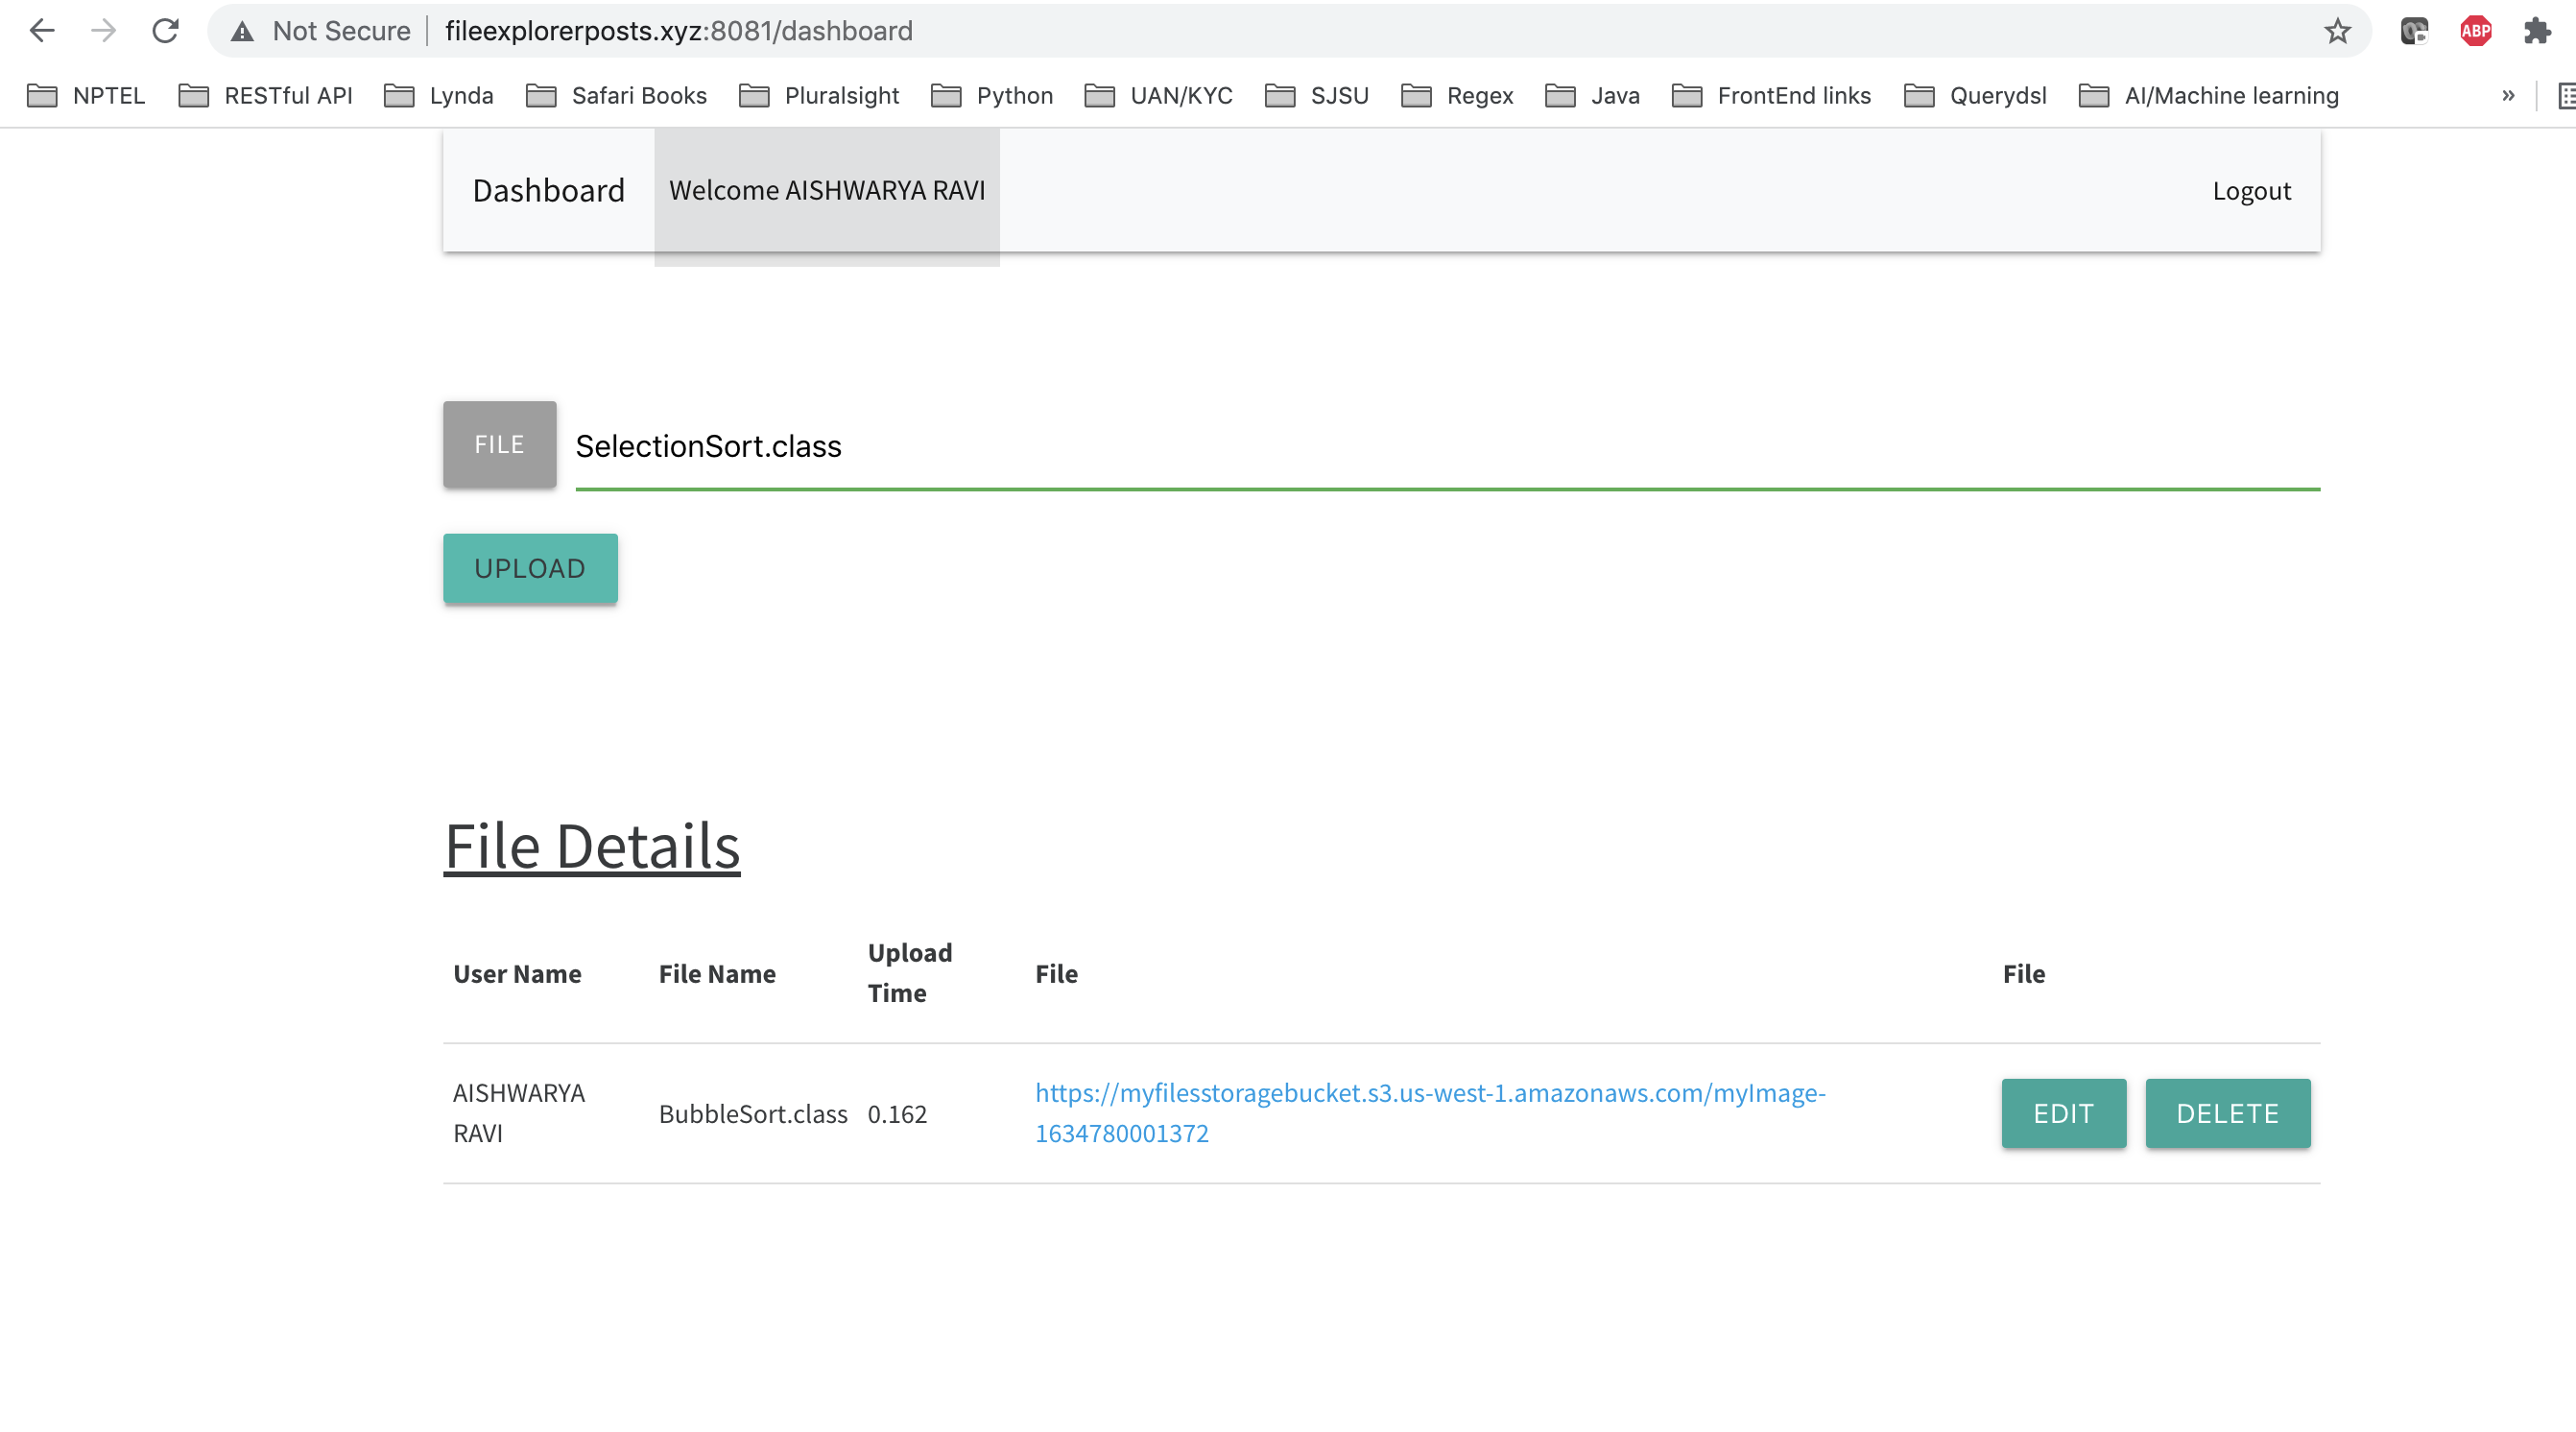 Not Secure | fileexplorerposts.xyz:8081/dashboard ABP
NPTEL RESTful API Lynda Safari Books Pluralsight Python UAN/KYC SJSU Regex Java FrontEnd links Querydsl AI/Machine learning »
Dashboard Welcome AISHWARYA RAVI Logout
FILE SelectionSort.class
UPLOAD
File Details
User Name File Name Upload Time File File
AISHWARYA RAVI BubbleSort.class 0.162 https://myfilesstoragebucket.s3.us-west-1.amazonaws.com/myImage-1634780001372 EDIT DELETE